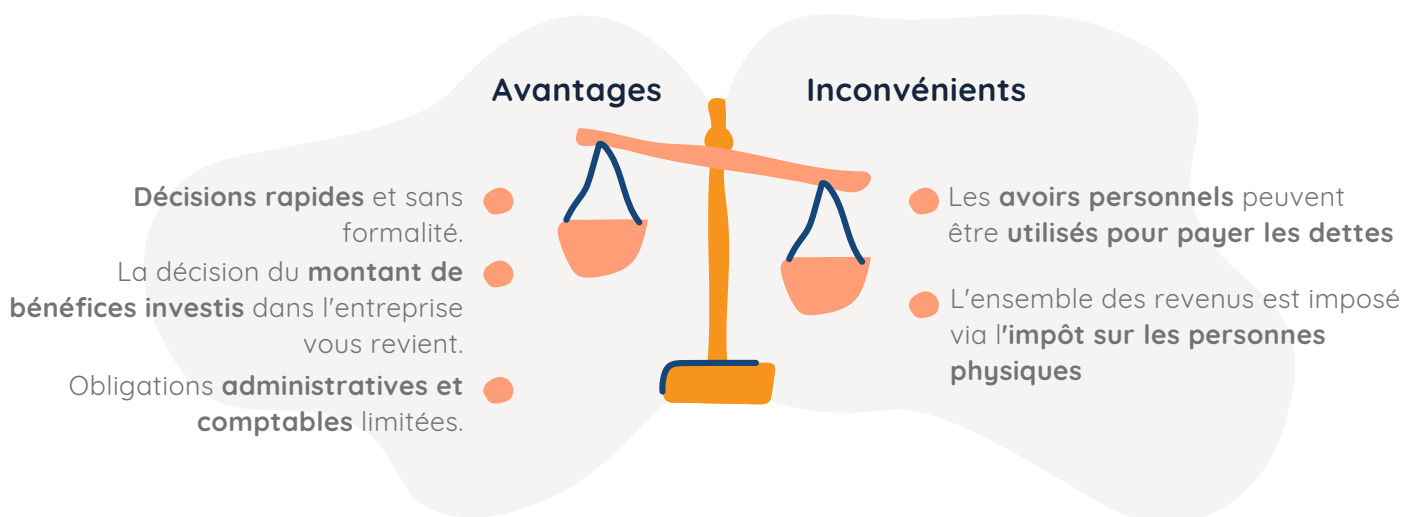 Avantages
Décisions rapides et sans
formalité.
La décision du montant de
bénéfices investis dans l'entreprise
vous revient.
Obligations administratives et
comptables limitées.
Inconvénients
Les avoirs personnels peuvent
être utilisés pour payer les dettes
L'ensemble des revenus est imposé
via l'impôt sur les personnes
physiques